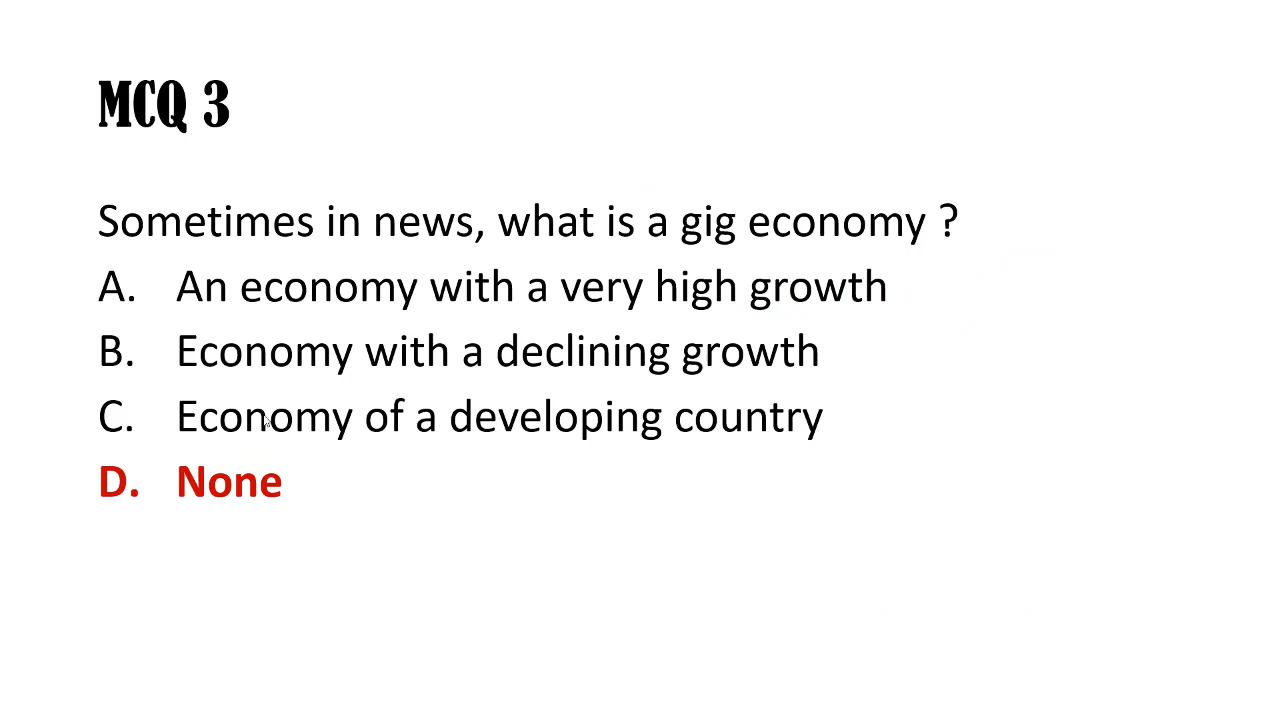 MCQ 3
Sometimes in news, what is a gig economy ?
A. An economy with a very high growth
B. Economy with a declining growth
C. Economy of a developing country
D. None